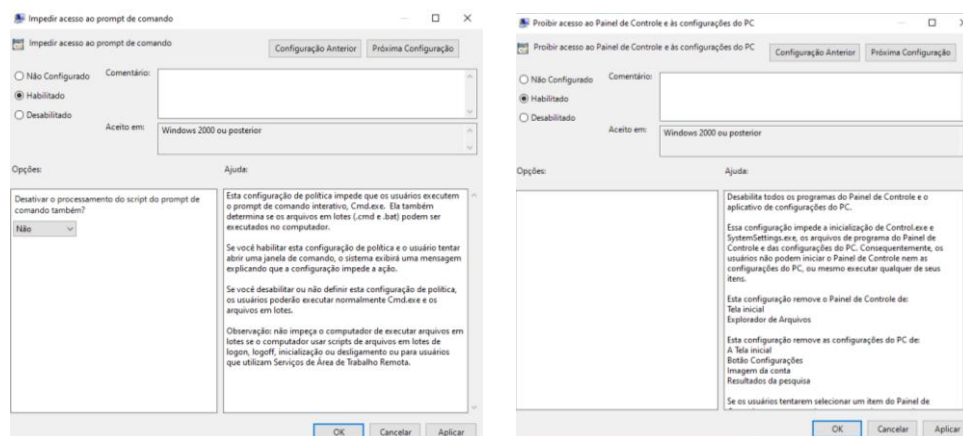 Impedir acesso ao prompt de comando
Impedir acesso ao prompt de comando
Configuração Anterior
Próxima Configuração
Não Configurado
Habilitado
Desabilitado
Comentário:
Aceito em:
Windows 2000 ou posterior
Opções:
Ajuda:
Desativar o processamento do script do prompt de
comando também?
Não
Esta configuração de política impede que os usuários executem
o prompt de comando interativo, Cmd.exe. Ela também
determina se os arquivos em lotes (.cmd e .bat) podem ser
executados no computador.
Se você habilitar esta configuração de política e o usuário tentar
abrir uma janela de comando, o sistema exibirá uma mensagem
explicando que a configuração impede a ação.
Se você desabilitar ou não definir esta configuração de política,
os usuários poderão executar normalmente Cmd.exe e os
arquivos em lotes.
Observação: não impeça o computador de executar arquivos em
lotes se o computador usar scripts de arquivos em lotes de
logon, logoff, inicialização ou desligamento ou para usuários
que utilizam Serviços de Área de Trabalho Remota.
OK
Cancelar
Aplicar
Proibir acesso ao Painel de Controle e às configurações do PC
Proibir acesso ao Painel de Controle e às configurações do PC
Configuração Anterior
Próxima Configuração
Não Configurado
Habilitado
Desabilitado
Comentário:
Aceito em:
Windows 2000 ou posterior
Opções:
Ajuda:
Desabilita todos os programas do Painel de Controle e o
aplicativo de configurações do PC.
Essa configuração impede a inicialização de Control.exe e
SystemSettings.exe, os arquivos de programa do Painel de
Controle e das configurações do PC. Consequentemente, os
usuários não podem iniciar o Painel de Controle nem as
configurações do PC, ou mesmo executar qualquer de seus
itens.
Esta configuração remove o Painel de Controle de:
Tela inicial
Explorador de Arquivos
Esta configuração remove as configurações do PC de:
A Tela inicial
Botão Configurações
Imagem da conta
Resultados da pesquisa
Se os usuários tentarem selecionar um item do Painel de
OK
Cancelar
Aplicar